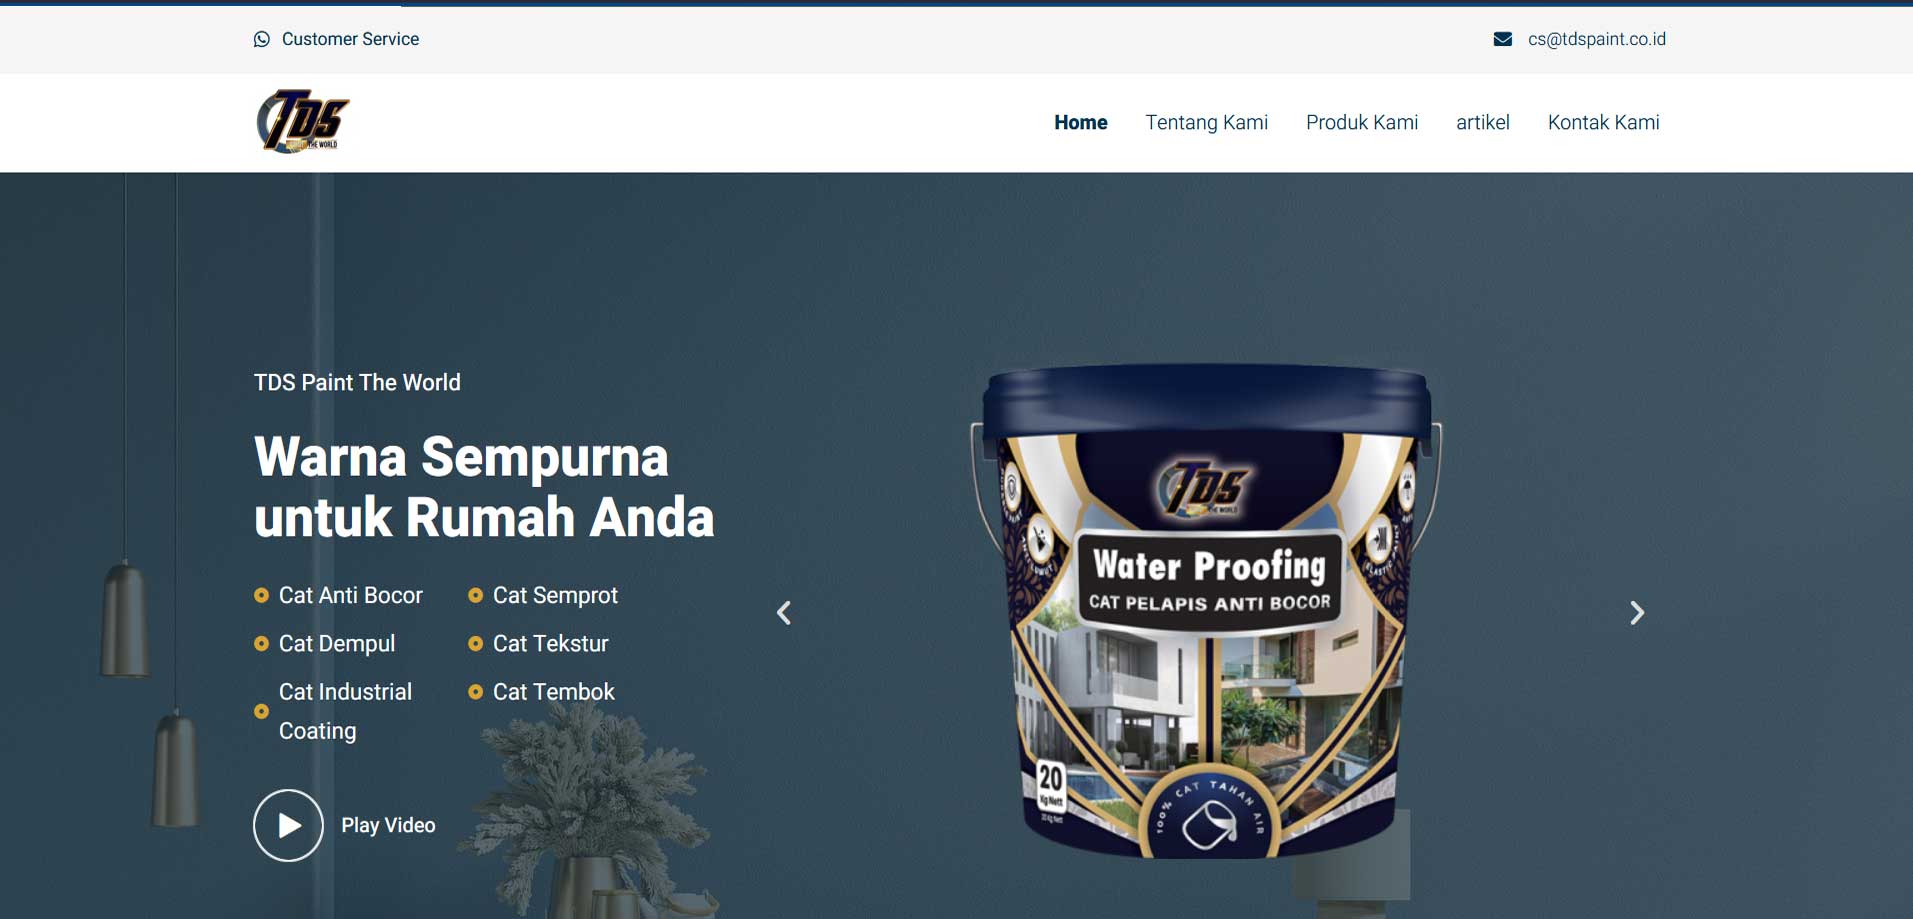 Customer Service
cs@tdspaint.co.id
TDS
THE WORLD
Home
Tentang Kami
Produk Kami
artikel
Kontak Kami
TDS Paint The World
Warna Sempurna
untuk Rumah Anda
Cat Anti Bocor
Cat Semprot
Cat Dempul
Cat Tekstur
Cat Industrial
Coating
Cat Tembok
Play Video
TDS
THE WORLD
Water Proofing
CAT PELAPIS ANTI BOCOR
20
Kg Nett
100% CAT TAHAN AIR